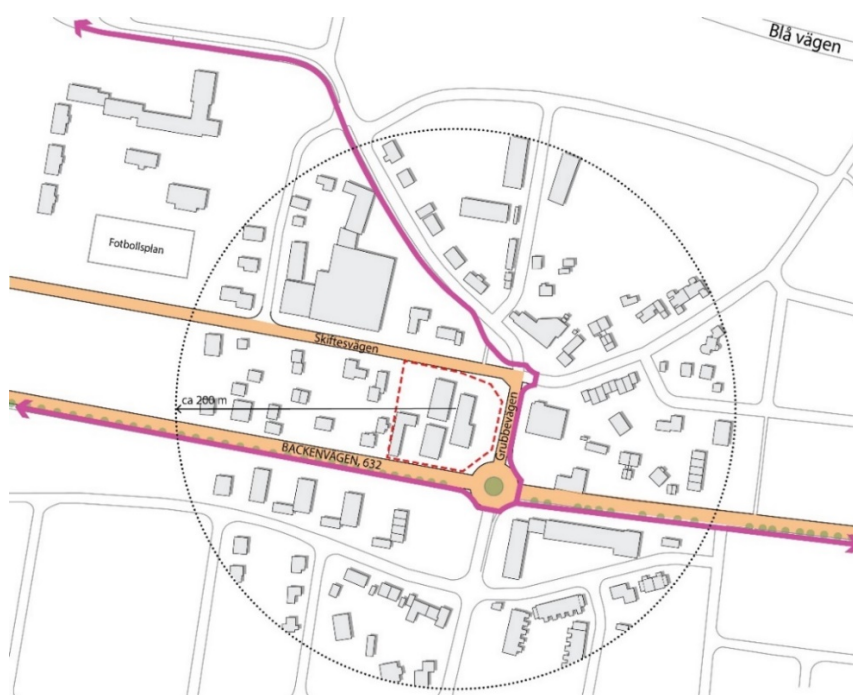 Blå vägen
Fotbollsplan
Skiftesvägen
ca 200 m
Grubbevägen
BACKENVÄGEN, 632